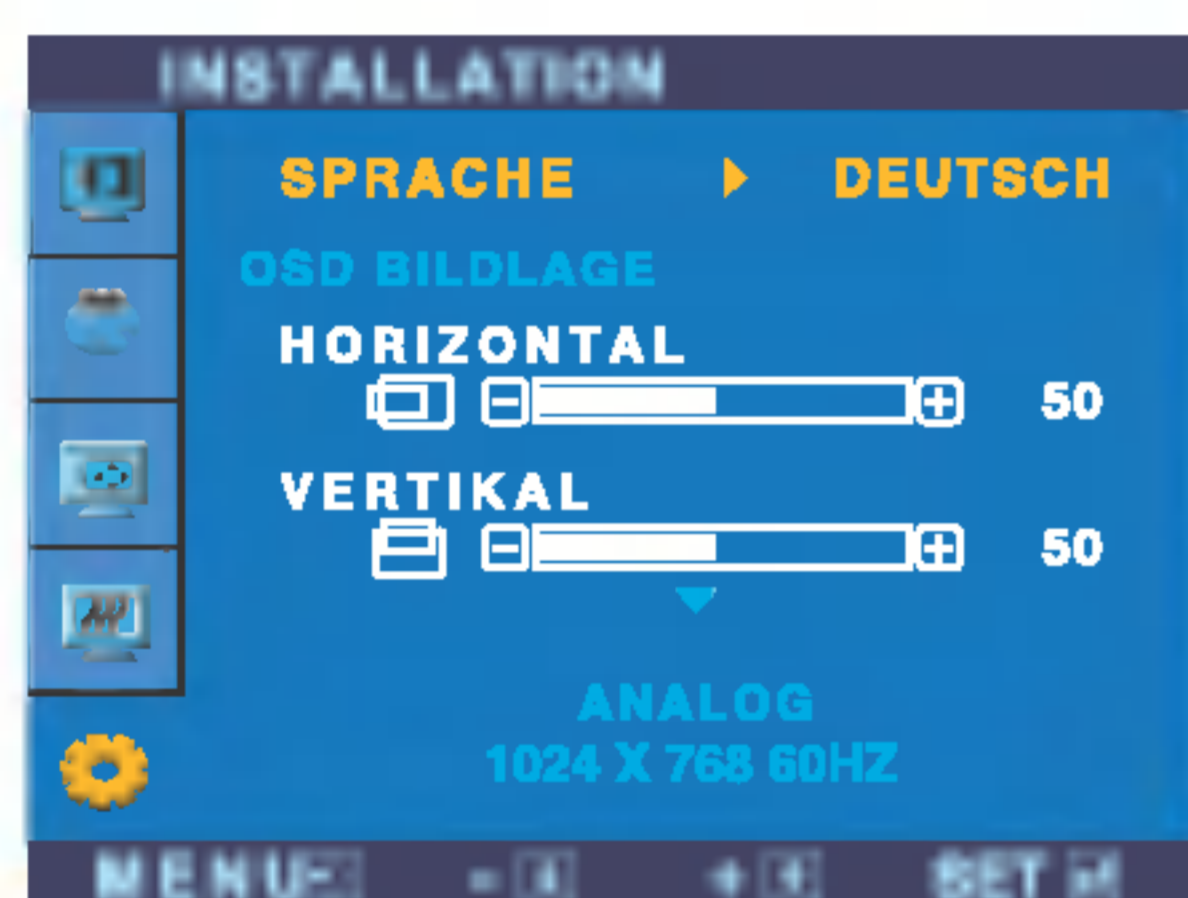 INSTALLATION
SPRACHE DEUTSCH
OSD BILDLAGE
HORIZONTAL
50
VERTIKAL
50
ANALOG
1024 X 768 60HZ
MENU - + SET